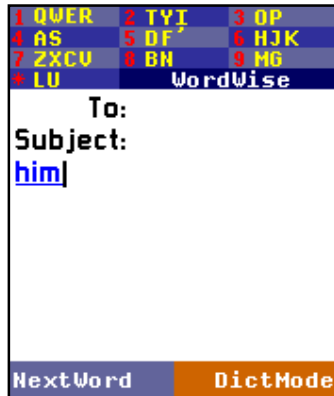 1 QWER 2 TYI 3 OP
4 AS 5 DF' 6 HJK
7 ZXCV 8 BN 9 MG
* LU WordWise
To:
Subject:
him
NextWord DictMode